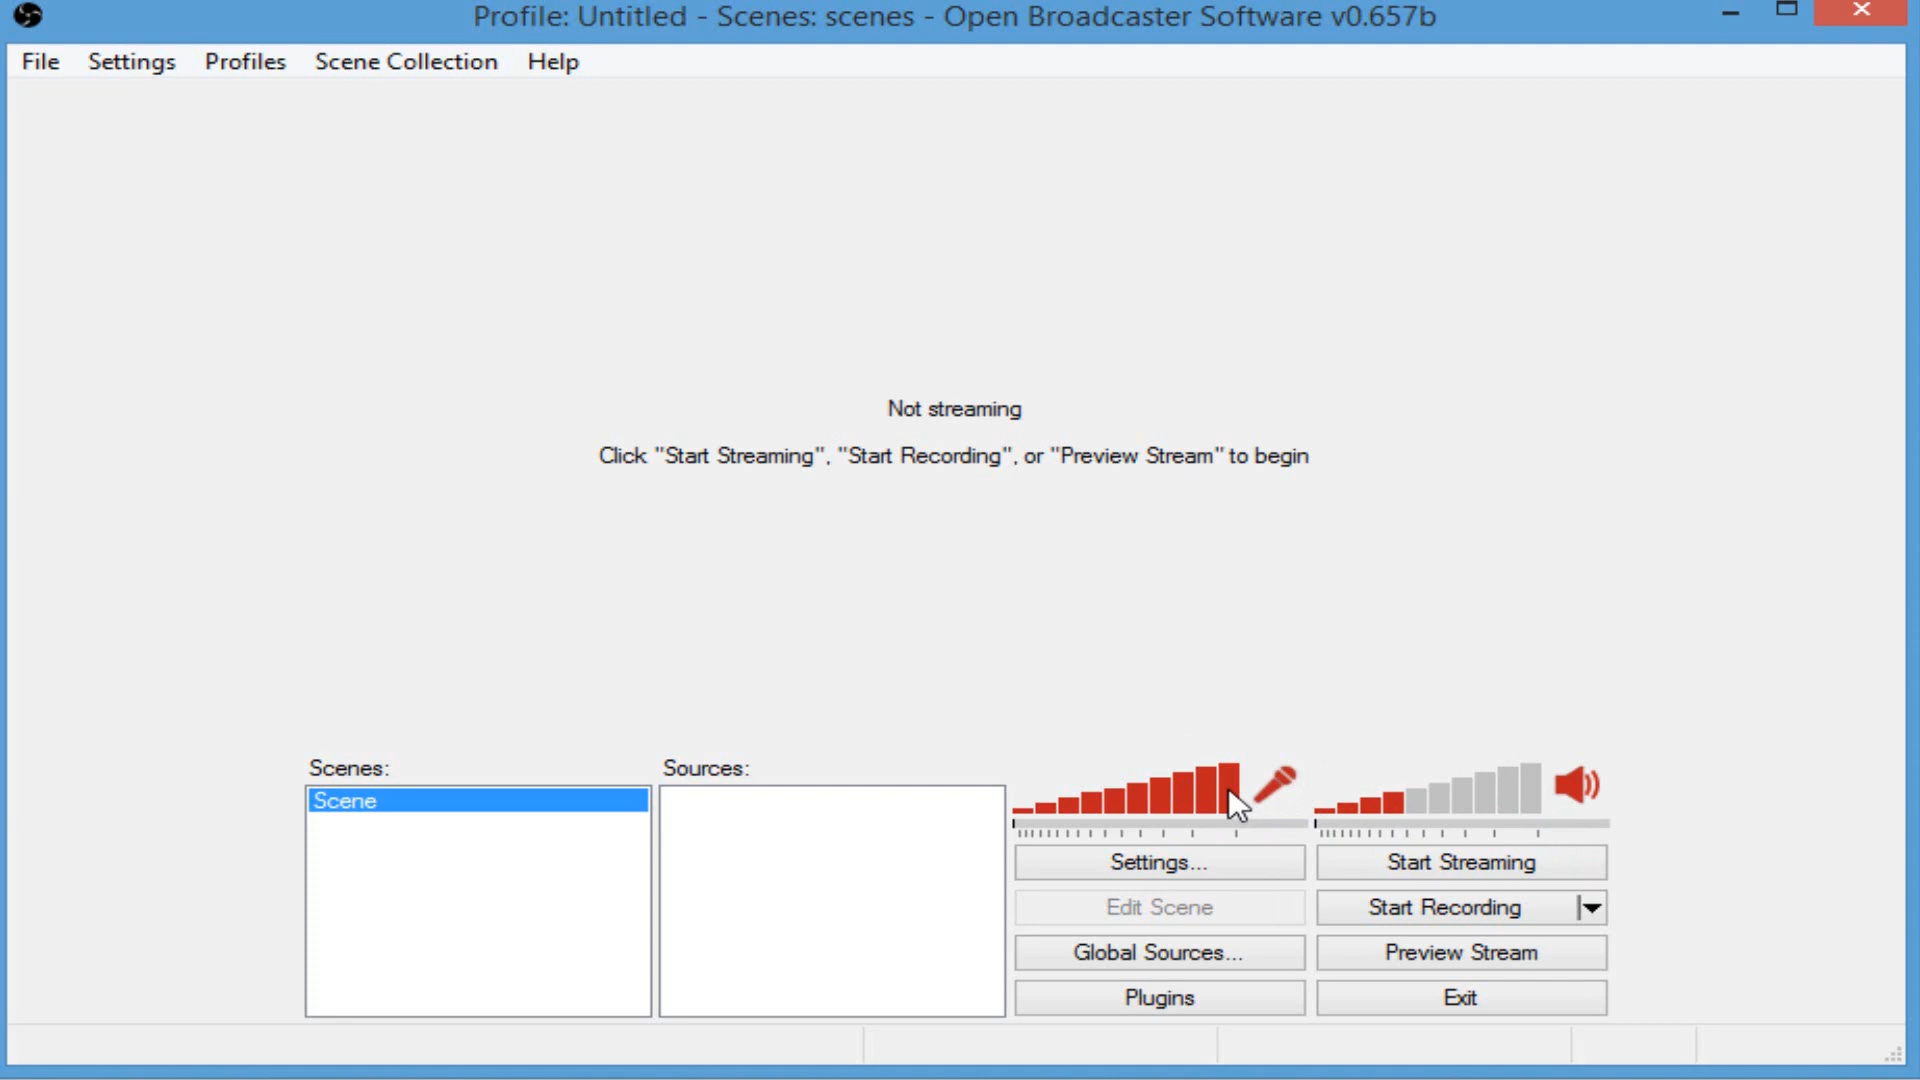 Profile: Untitled - Scenes: scenes - Open Broadcaster Software v0.657b
File Settings Profiles Scene Collection Help
Not streaming
Click "Start Streaming", "Start Recording", or "Preview Stream" to begin
Scenes:
Scene
Sources:
Settings...
Start Streaming
Edit Scene
Start Recording
Global Sources...
Preview Stream
Plugins
Exit